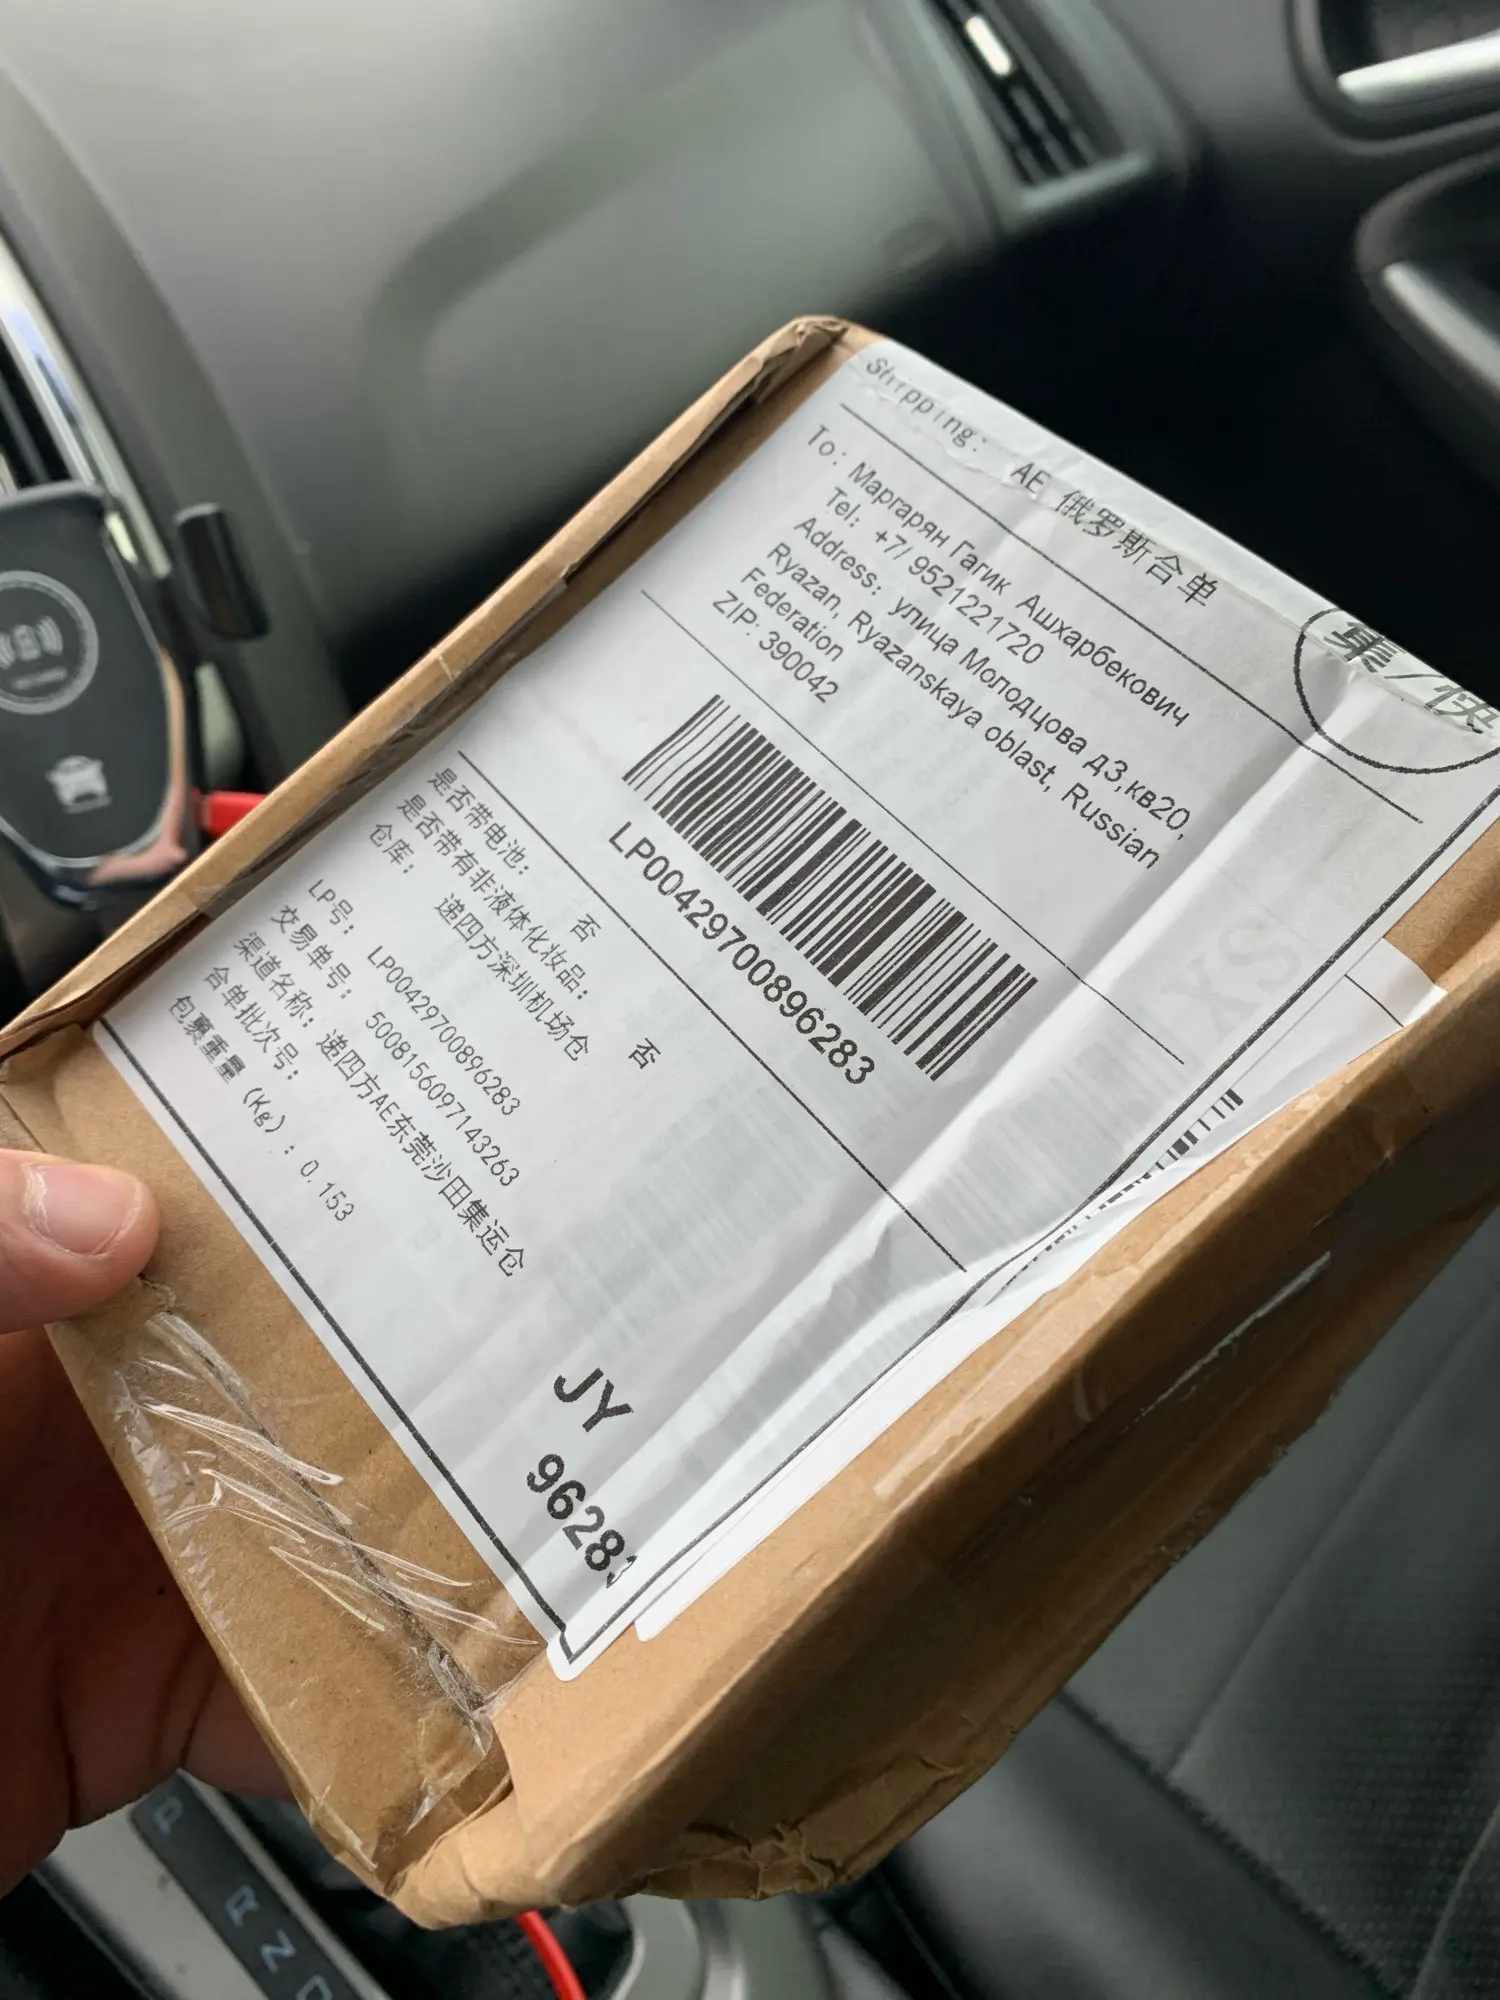 Shipping: AE 俄罗斯合单
集/快
To: Маргарян Гагик Ашхарбекович
Tel: +7/ 9521221720
Address: улица Молодцова д3,кв20,
Ryazan, Ryazanskaya oblast, Russian
Federation
ZIP: 390042
LP00429700896283
XS
是否带电池: 否
是否带有非液体化妆品: 否
仓库: 递四方深圳机场仓
LP号: LP00429700896283
交易单号: 5008156097143263
渠道名称: 递四方AE东莞沙田集运仓
合单批次号:
包裹重量 (Kg) : 0.153
JY
96283
P
R
N
D